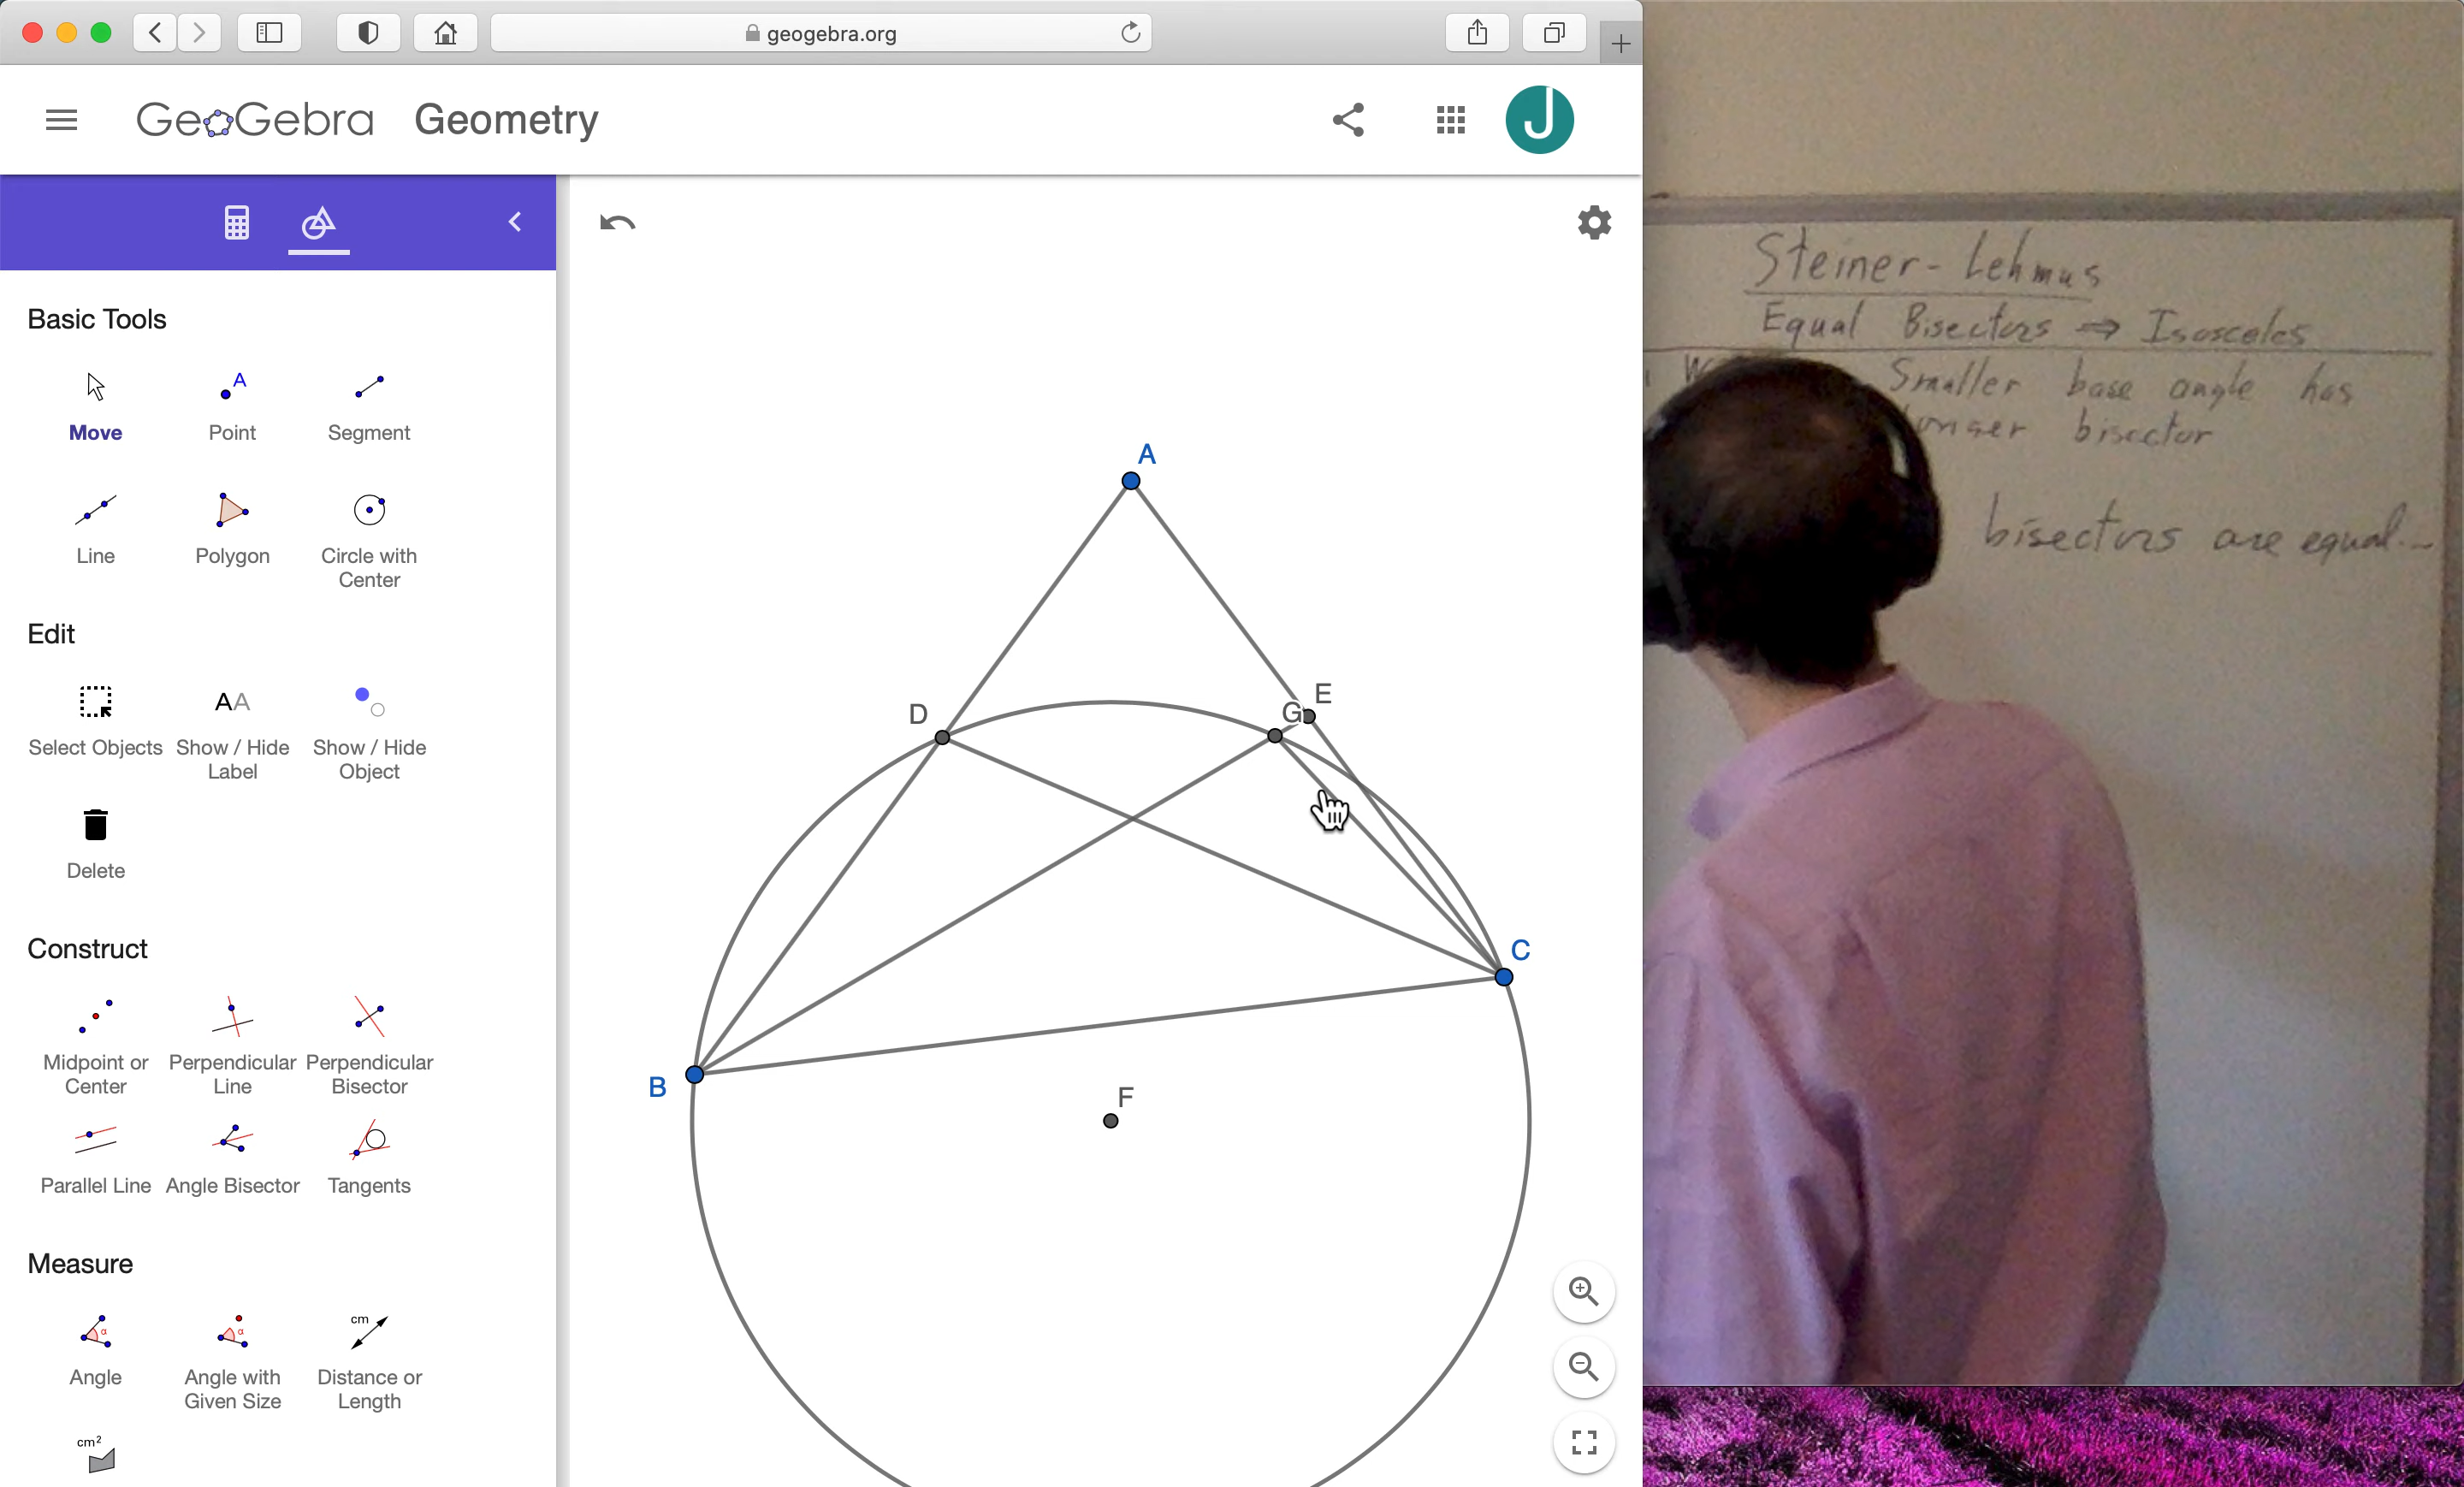 geogebra.org
GeoGebra Geometry
J
Basic Tools
Move Point Segment
Line Polygon Circle with Center
Edit
Select Objects Show / Hide Label Show / Hide Object
AA
Delete
Construct
Midpoint or Center Perpendicular Line Perpendicular Bisector
Parallel Line Angle Bisector Tangents
Measure
Angle Angle with Given Size Distance or Length
cm
cm²
A
D
G
E
C
B
F
Steiner-Lehmus
Equal Bisectors ⇒ Isosceles
Smaller base angle has
bisector
bisectors are equal